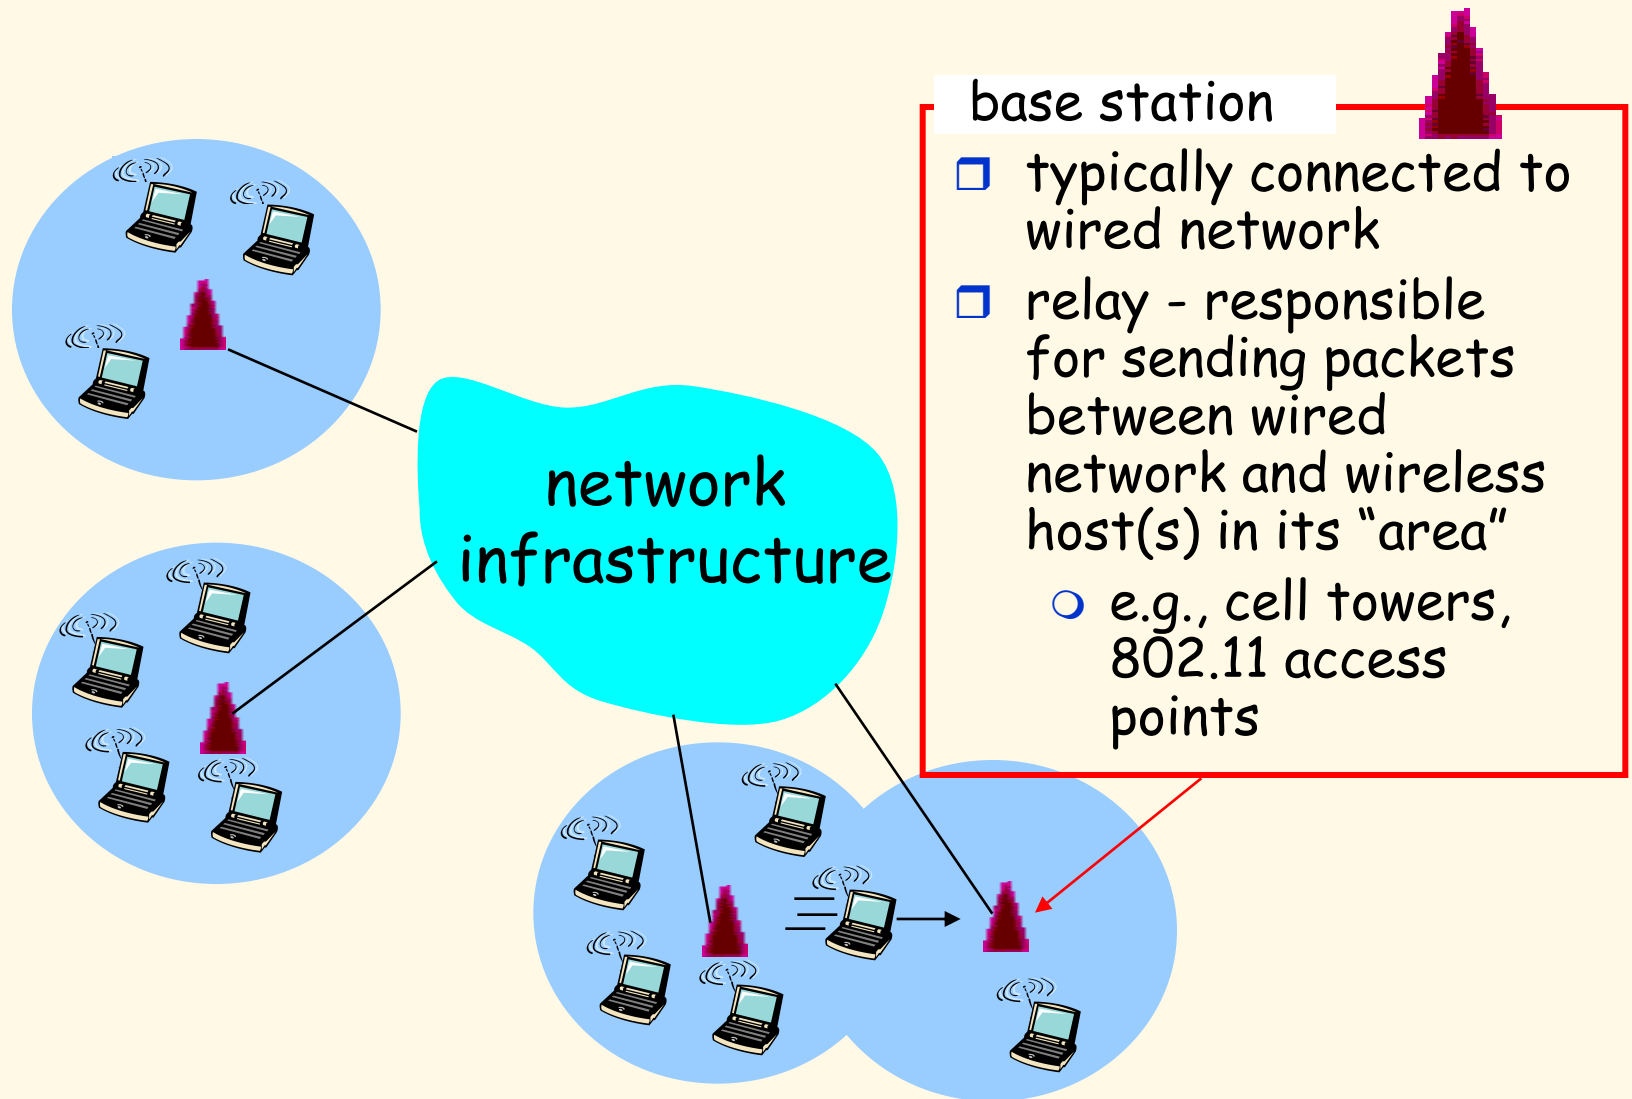 base station
typically connected to
wired network
relay - responsible
for sending packets
between wired
network and wireless
host(s) in its “area”
e.g., cell towers,
802.11 access
points
network
infrastructure